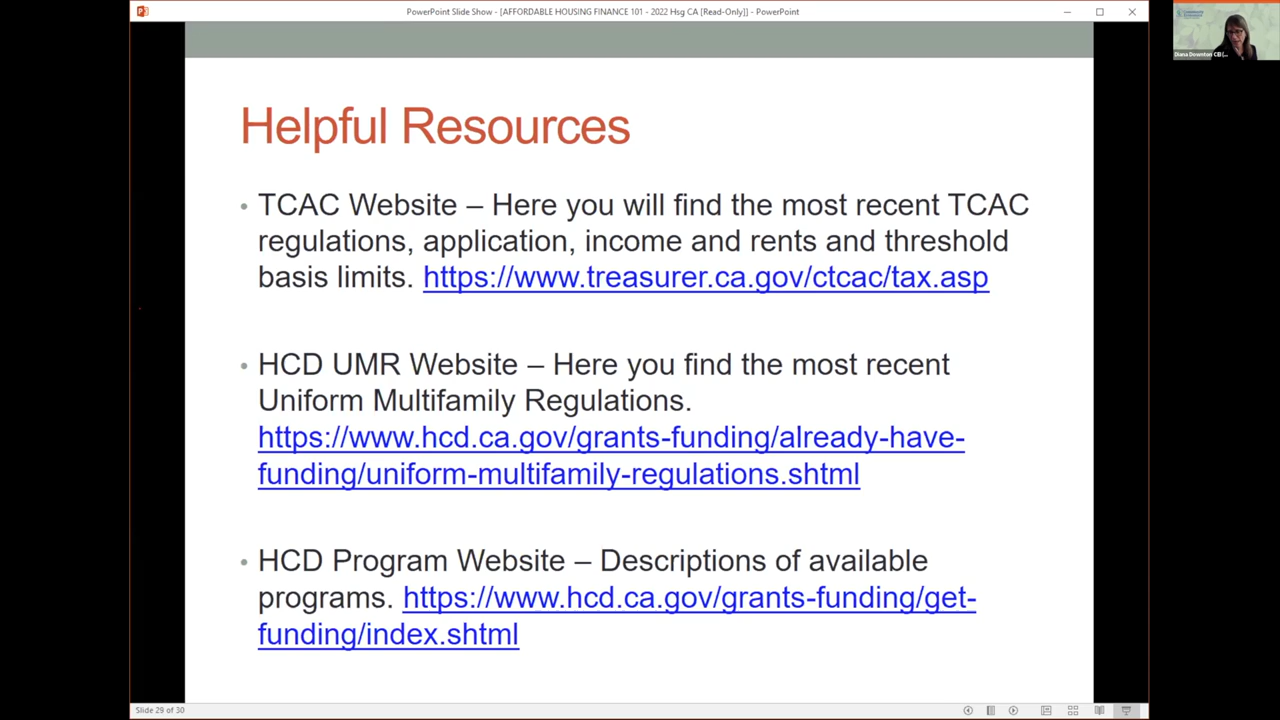 PowerPoint Slide Show - [AFFORDABLE HOUSING FINANCE 101 - 2022 Hsg CA [Read-Only]] - PowerPoint
Diana Downton CEI (...
Helpful Resources
• TCAC Website – Here you will find the most recent TCAC
regulations, application, income and rents and threshold
basis limits. https://www.treasurer.ca.gov/ctcac/tax.asp
• HCD UMR Website – Here you find the most recent
Uniform Multifamily Regulations.
https://www.hcd.ca.gov/grants-funding/already-have-
funding/uniform-multifamily-regulations.shtml
• HCD Program Website – Descriptions of available
programs. https://www.hcd.ca.gov/grants-funding/get-
funding/index.shtml
Slide 29 of 30